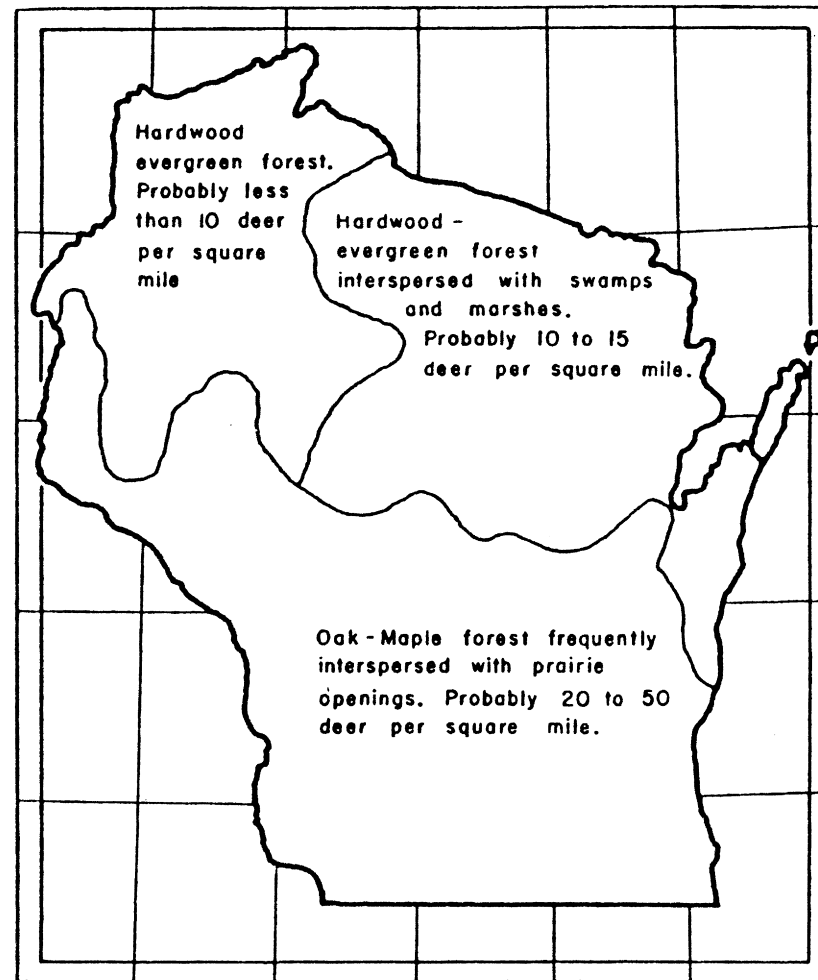 Hardwood
evergreen forest.
Probably less
than 10 deer
per square
mile
Hardwood -
evergreen forest
interspersed with swamps
and marshes.
Probably 10 to 15
deer per square mile.
Oak - Maple forest frequently
interspersed with prairie
openings. Probably 20 to 50
deer per square mile.